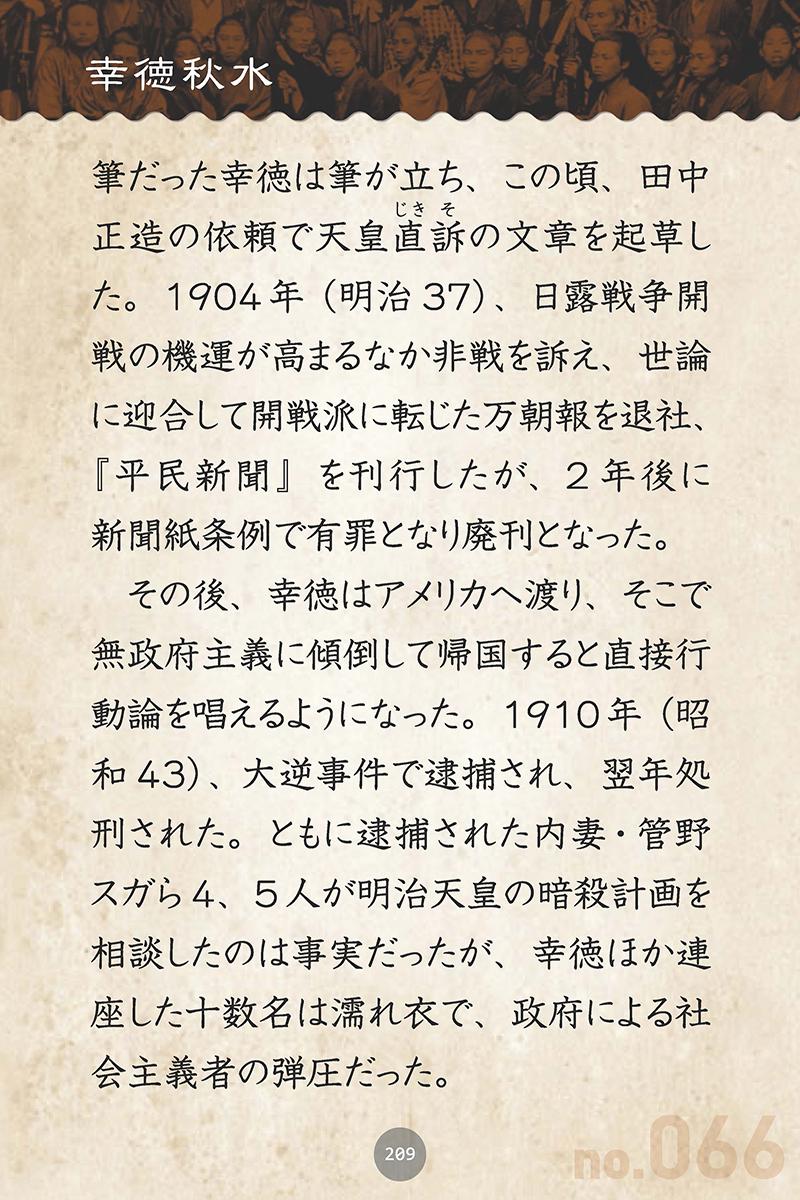 幸徳秋水
筆だった幸徳は筆が立ち、この頃、田中
じき そ
正造の依頼で天皇直訴の文章を起草し
た。1904年（明治37）、日露戦争開
戦の機運が高まるなか非戦を訴え、世論
に迎合して開戦派に転じた万朝報を退社、
『平民新聞』を刊行したが、2年後に
新聞紙条例で有罪となり廃刊となった。
その後、幸徳はアメリカへ渡り、そこで
無政府主義に傾倒して帰国すると直接行
動論を唱えるようになった。1910年（昭
和43）、大逆事件で逮捕され、翌年処
刑された。ともに逮捕された内妻・管野
スガら4、5人が明治天皇の暗殺計画を
相談したのは事実だったが、幸徳ほか連
座した十数名は濡れ衣で、政府による社
会主義者の弾圧だった。
209
no.066